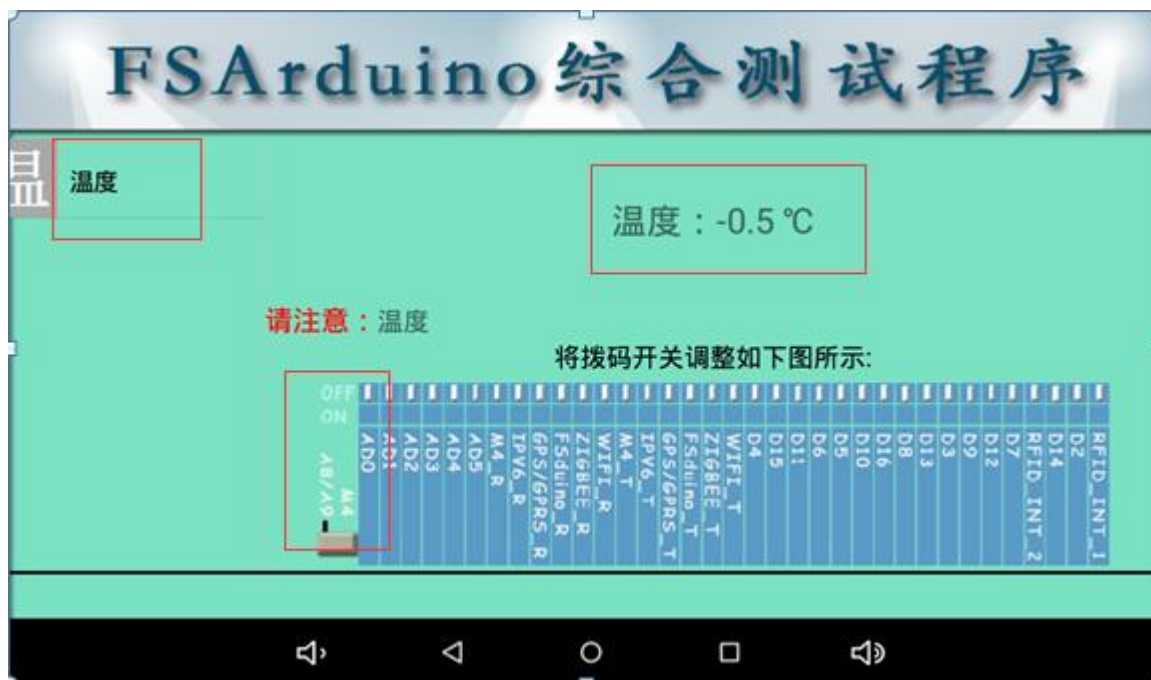 FSArduino综合测试程序
温
温度
温度：-0.5 ℃
请注意：温度
将拨码开关调整如下图所示:
OFF
ON
AD0
AD1
AD2
AD3
AD4
AD5
M4_R
IPV6_R
GPS/GPRS_R
FSduino_R
ZIGBEE_R
WIFI_R
M4_T
IPV6_T
GPS/GPRS_T
FSduino_T
ZIGBEE_T
WIFI_T
D4
D15
D11
D6
D5
D10
D16
D8
D13
D3
D9
D12
D7
RFID_INT_2
D14
D2
RFID_INT_1
M4
A8/A9